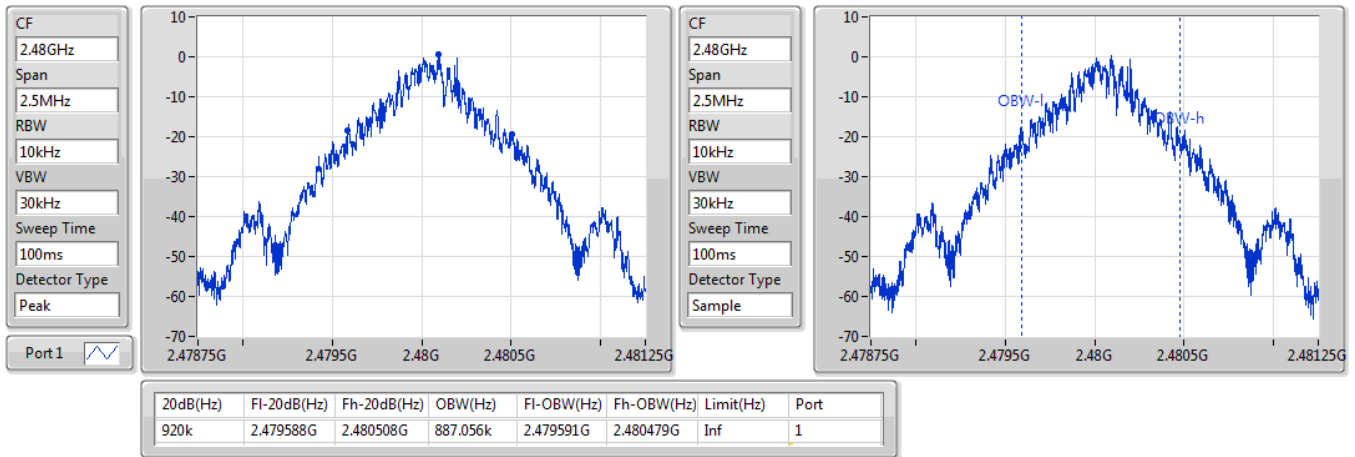 CF
2.48GHz
Span
2.5MHz
RBW
10kHz
VBW
30kHz
Sweep Time
100ms
Detector Type
Peak
Port 1
10
0
-10
-20
-30
-40
-50
-60
-70
2.47875G 2.4795G 2.48G 2.4805G 2.48125G
CF
2.48GHz
Span
2.5MHz
RBW
10kHz
VBW
30kHz
Sweep Time
100ms
Detector Type
Sample
10
0
-10
-20
-30
-40
-50
-60
-70
OBW-l
OBW-h
2.47875G 2.4795G 2.48G 2.4805G 2.48125G
20dB(Hz) Fl-20dB(Hz) Fh-20dB(Hz) OBW(Hz) Fl-OBW(Hz) Fh-OBW(Hz) Limit(Hz) Port
920k 2.479588G 2.480508G 887.056k 2.479591G 2.480479G Inf 1